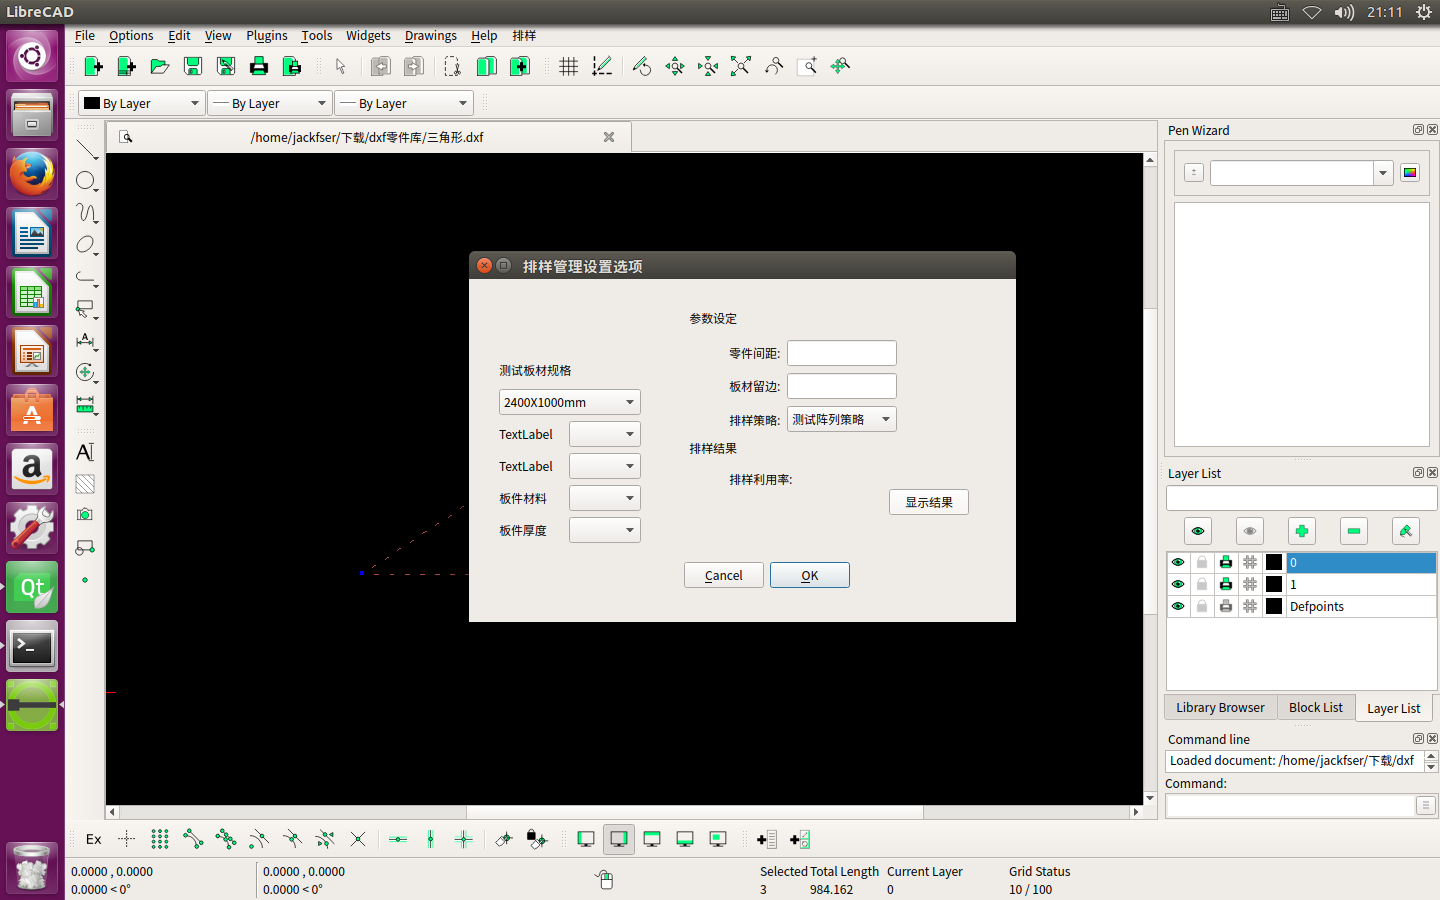 LibreCAD
21:11
File Options Edit View Plugins Tools Widgets Drawings Help 排样
By Layer By Layer By Layer
/home/jackfser/下载/dxf零件库/三角形.dxf
Pen Wizard
排样管理设置选项
参数设定
零件间距:
测试板材规格
板材留边:
2400X1000mm
排样策略: 测试阵列策略
TextLabel
排样结果
TextLabel
排样利用率:
板件材料
显示结果
板件厚度
Cancel OK
Layer List
0
1
Defpoints
Library Browser Block List Layer List
Command line
Loaded document: /home/jackfser/下载/dxf
Command:
Ex
0.0000 , 0.0000 0.0000 , 0.0000 Selected Total Length Current Layer Grid Status
0.0000 < 0° 0.0000 < 0° 3 984.162 0 10 / 100